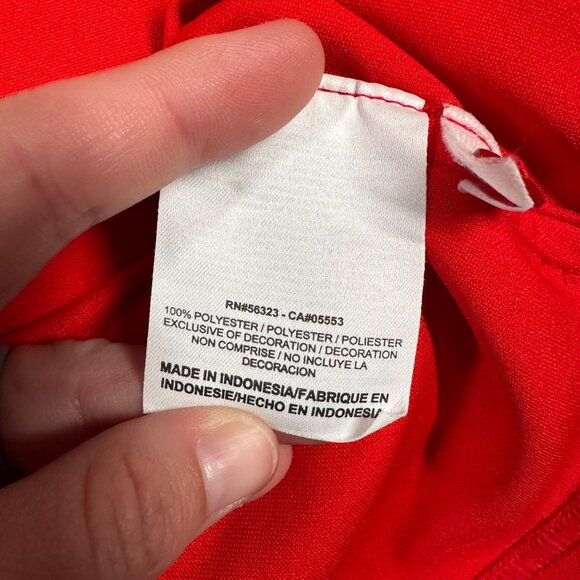 RN#56323 - CA#05553
100% POLYESTER / POLYESTER / POLIESTER
EXCLUSIVE OF DECORATION / DECORATION
NON COMPRISE / NO INCLUYE LA
DECORACION
MADE IN INDONESIA/FABRIQUE EN
INDONESIE/HECHO EN INDONESIA